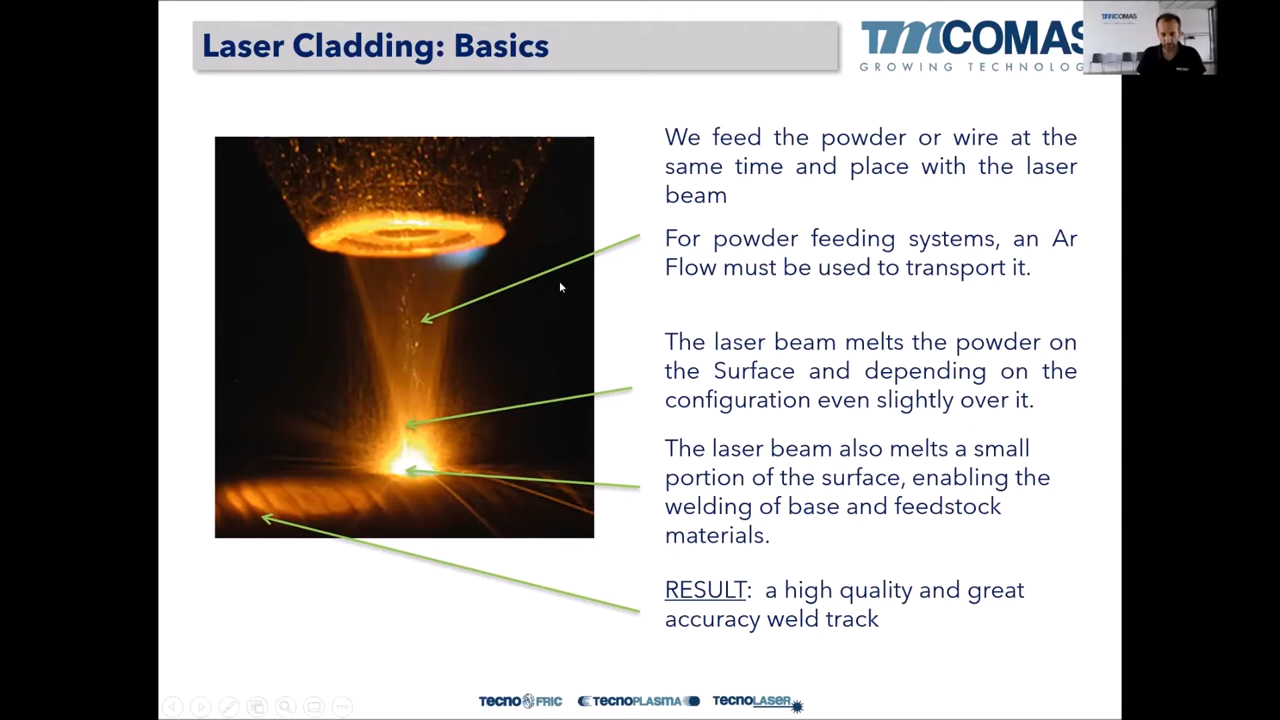 Laser Cladding: Basics
TMCOMAS
GROWING TECHNOLOG
We feed the powder or wire at the
same time and place with the laser
beam
For powder feeding systems, an Ar
Flow must be used to transport it.
The laser beam melts the powder on
the Surface and depending on the
configuration even slightly over it.
The laser beam also melts a small
portion of the surface, enabling the
welding of base and feedstock
materials.
RESULT: a high quality and great
accuracy weld track
TECNOFRIC TECNOPLASMA TECNOLASER